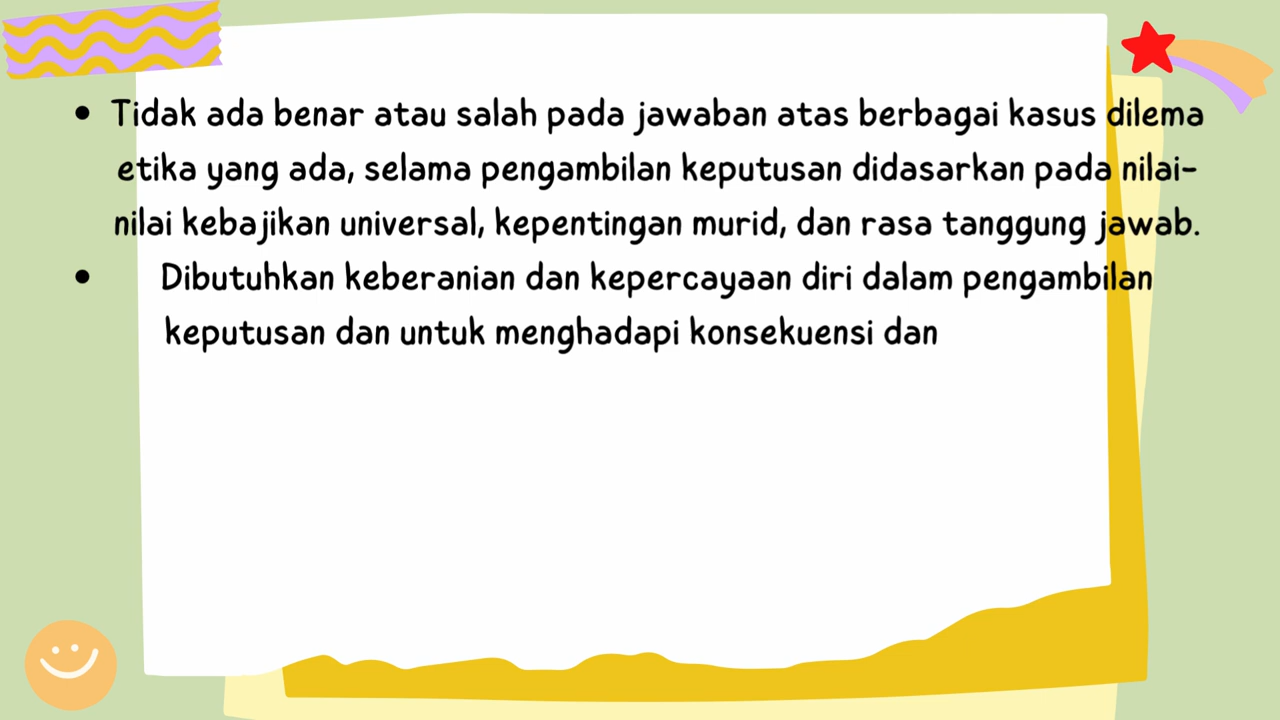 • Tidak ada benar atau salah pada jawaban atas berbagai kasus dilema
etika yang ada, selama pengambilan keputusan didasarkan pada nilai-
nilai kebajikan universal, kepentingan murid, dan rasa tanggung jawab.
• Dibutuhkan keberanian dan kepercayaan diri dalam pengambilan
keputusan dan untuk menghadapi konsekuensi dan